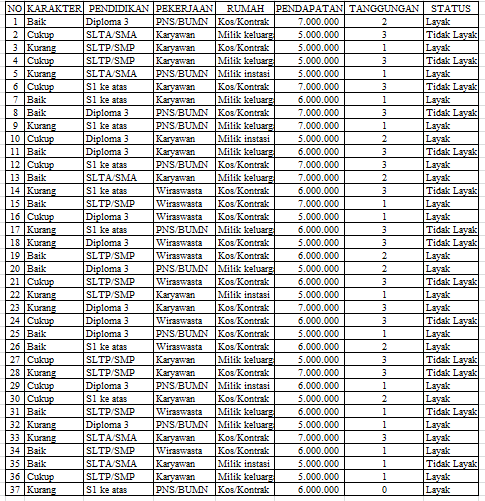 NO KARAKTER PENDIDIKAN PEKERJAAN RUMAH PENDAPATAN TANGGUNGAN STATUS
1 Baik Diploma 3 PNS/BUMN Kos/Kontrak 7.000.000 2 Layak
2 Cukup SLTA/SMA Karyawan Kos/Kontrak 5.000.000 3 Tidak Layak
3 Kurang SLTP/SMP Karyawan Kos/Kontrak 5.000.000 1 Layak
4 Cukup SLTP/SMP Karyawan Kos/Kontrak 5.000.000 3 Tidak Layak
5 Kurang SLTA/SMA PNS/BUMN Milik instasi 5.000.000 1 Layak
6 Cukup S1 ke atas Karyawan Kos/Kontrak 7.000.000 3 Tidak Layak
7 Baik S1 ke atas Karyawan Milik keluarg 6.000.000 1 Layak
8 Baik Diploma 3 PNS/BUMN Kos/Kontrak 7.000.000 3 Tidak Layak
9 Kurang S1 ke atas PNS/BUMN Kos/Kontrak 7.000.000 1 Layak
10 Cukup Diploma 3 Karyawan Milik instasi 5.000.000 2 Layak
11 Baik Diploma 3 Karyawan Milik keluarg 6.000.000 3 Tidak Layak
12 Cukup S1 ke atas PNS/BUMN Kos/Kontrak 7.000.000 3 Layak
13 Baik SLTA/SMA Karyawan Milik keluarg 7.000.000 2 Layak
14 Kurang S1 ke atas Wiraswasta Kos/Kontrak 6.000.000 3 Tidak Layak
15 Baik SLTP/SMP Wiraswasta Kos/Kontrak 7.000.000 1 Layak
16 Cukup Diploma 3 Wiraswasta Kos/Kontrak 5.000.000 1 Layak
17 Kurang S1 ke atas PNS/BUMN Milik keluarg 6.000.000 3 Tidak Layak
18 Kurang Diploma 3 Wiraswasta Kos/Kontrak 5.000.000 3 Tidak Layak
19 Baik SLTP/SMP Wiraswasta Kos/Kontrak 6.000.000 2 Layak
20 Baik Diploma 3 PNS/BUMN Milik keluarg 5.000.000 2 Layak
21 Cukup SLTP/SMP Wiraswasta Milik keluarg 6.000.000 3 Tidak Layak
22 Kurang SLTP/SMP Karyawan Milik instasi 5.000.000 1 Layak
23 Kurang Diploma 3 Karyawan Kos/Kontrak 7.000.000 3 Layak
24 Cukup Diploma 3 Wiraswasta Kos/Kontrak 6.000.000 3 Tidak Layak
25 Baik Diploma 3 PNS/BUMN Milik keluarg 5.000.000 1 Layak
26 Baik S1 ke atas Wiraswasta Kos/Kontrak 6.000.000 2 Layak
27 Cukup SLTP/SMP Karyawan Milik keluarg 5.000.000 3 Tidak Layak
28 Kurang SLTP/SMP Karyawan Kos/Kontrak 7.000.000 3 Tidak Layak
29 Cukup Diploma 3 PNS/BUMN Milik instasi 6.000.000 1 Layak
30 Cukup S1 ke atas Karyawan Kos/Kontrak 5.000.000 2 Layak
31 Baik SLTP/SMP Wiraswasta Milik keluarg 6.000.000 1 Tidak Layak
32 Kurang Diploma 3 PNS/BUMN Milik keluarg 5.000.000 1 Layak
33 Kurang SLTA/SMA Karyawan Kos/Kontrak 7.000.000 3 Layak
34 Baik SLTP/SMP Wiraswasta Kos/Kontrak 6.000.000 1 Layak
35 Baik SLTA/SMA Karyawan Milik instasi 5.000.000 1 Tidak Layak
36 Cukup SLTP/SMP Karyawan Milik keluarg 5.000.000 1 Layak
37 Kurang S1 ke atas PNS/BUMN Kos/Kontrak 6.000.000 0 Layak